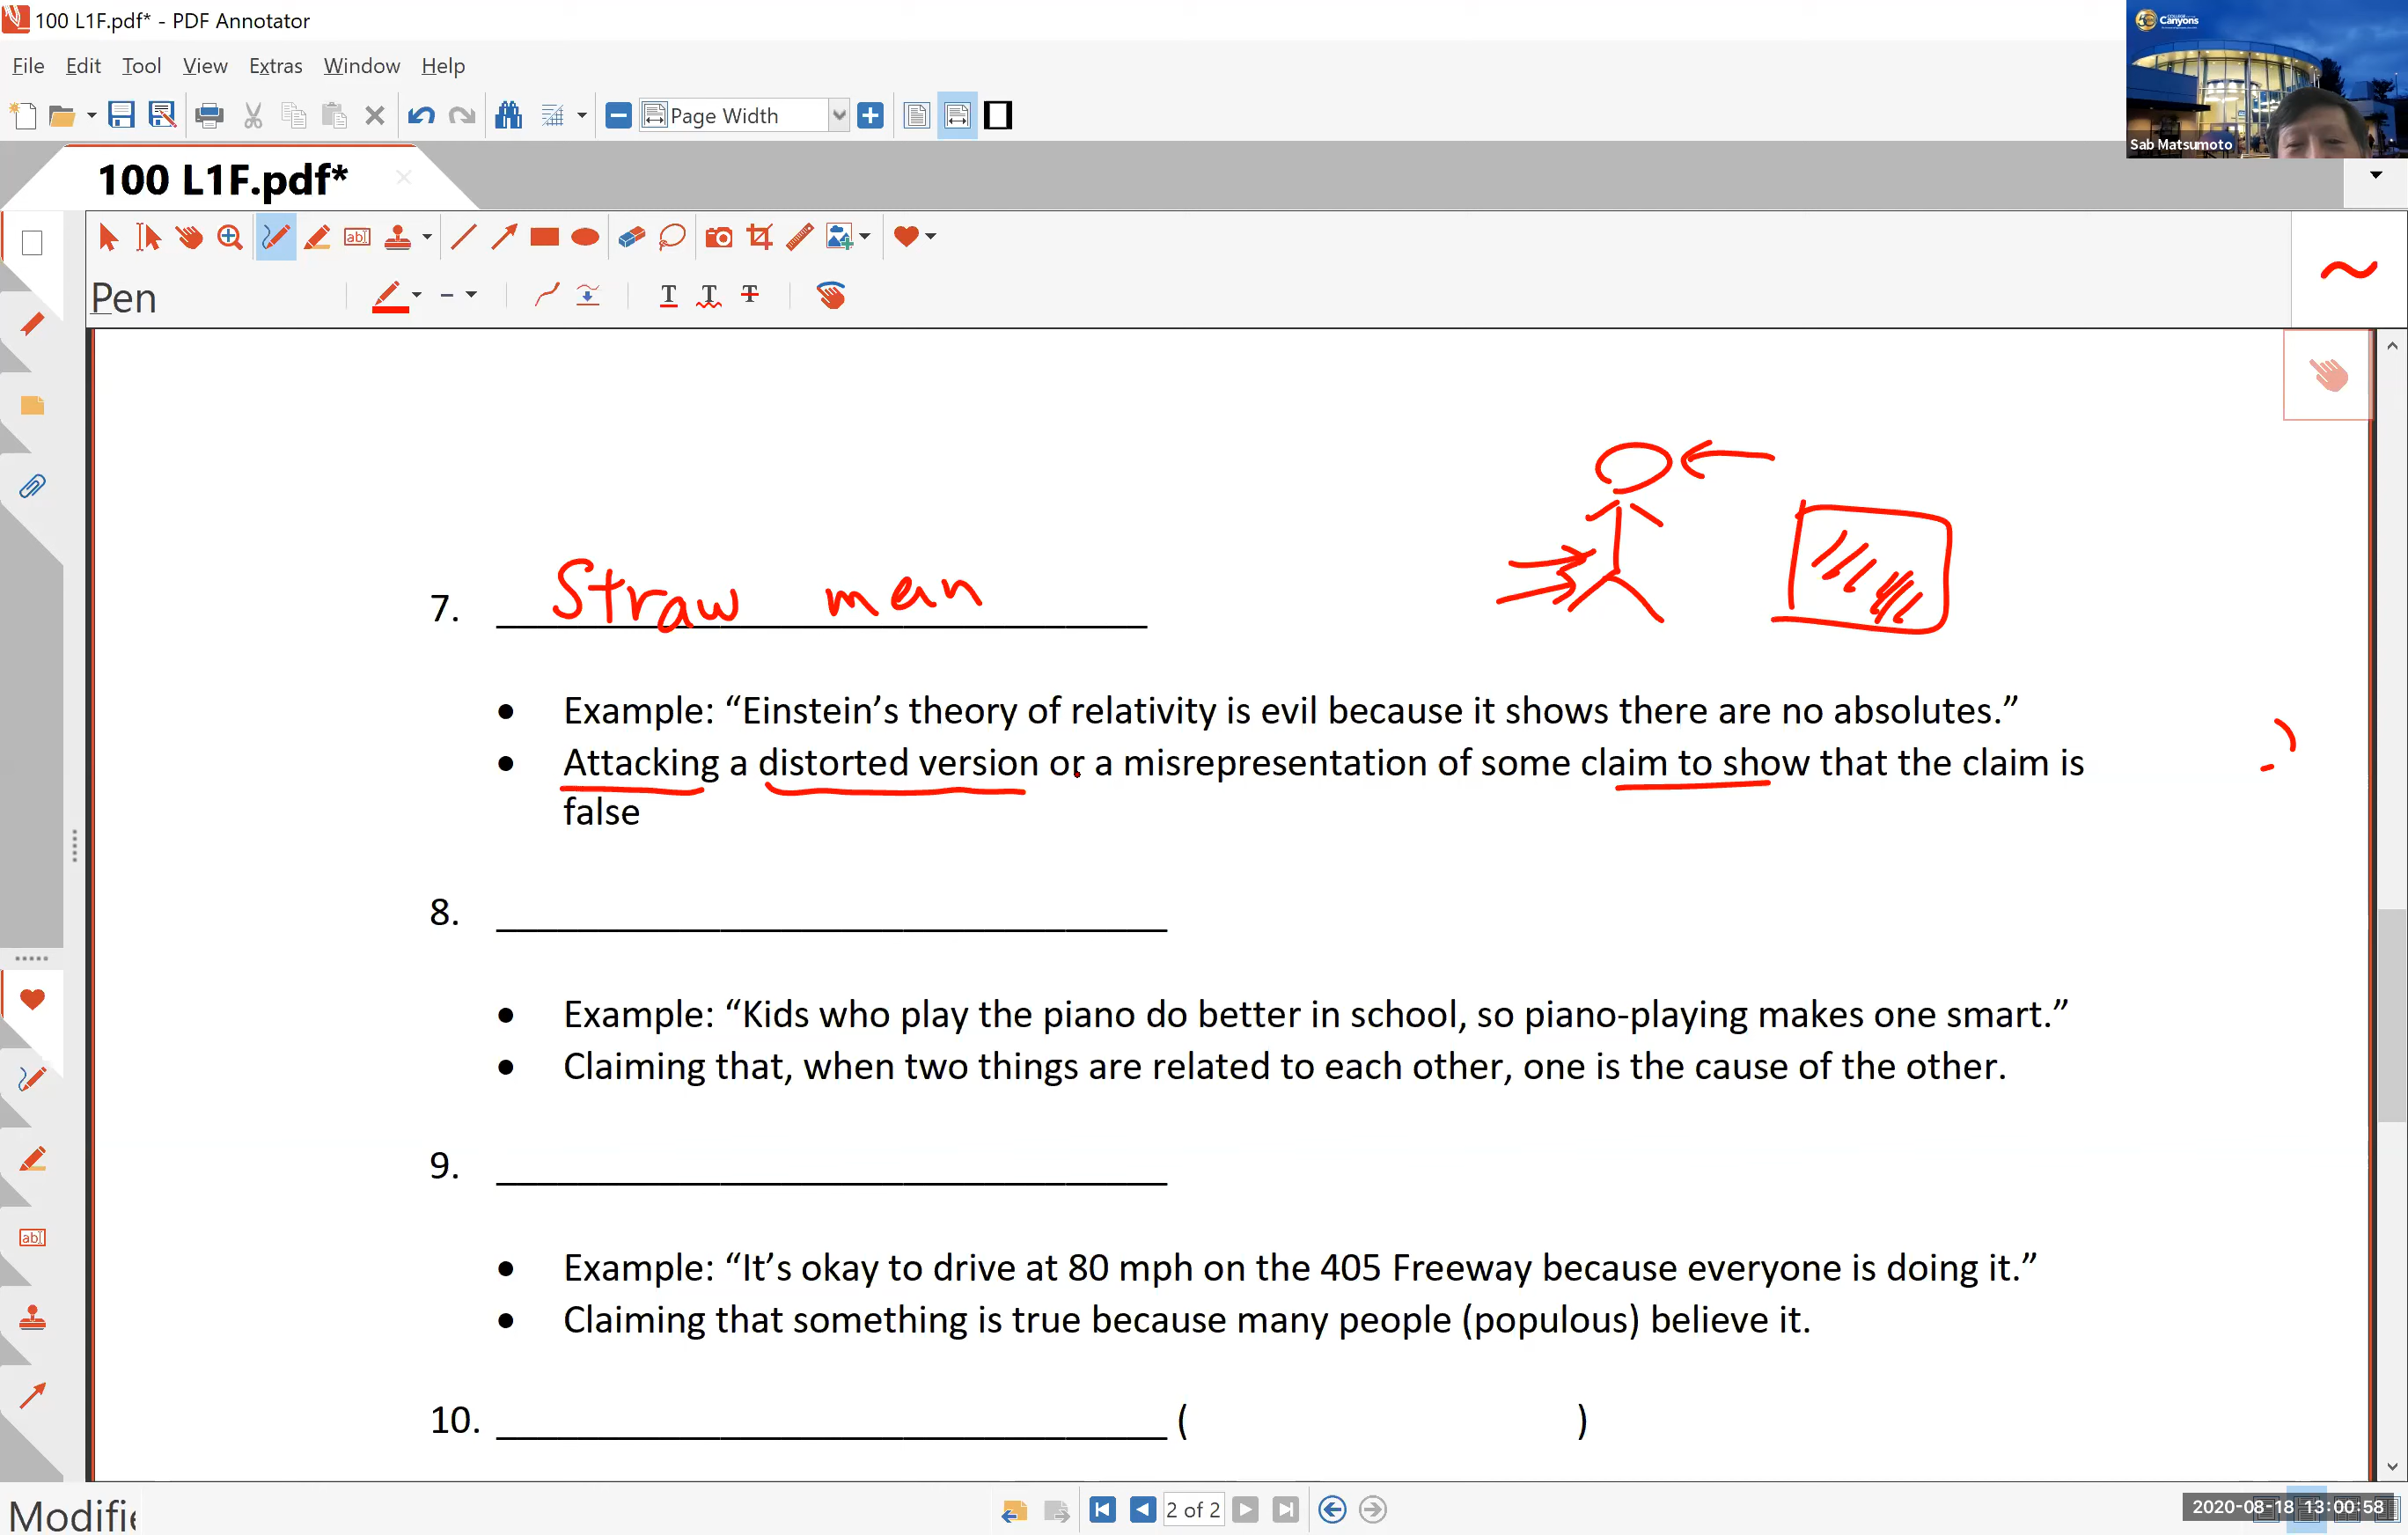 100 L1F.pdf* - PDF Annotator
Canyons
File Edit Tool View Extras Window Help
Page Width
Sab Matsumoto
100 L1F.pdf*
Pen
7. Straw man
• Example: “Einstein’s theory of relativity is evil because it shows there are no absolutes.”
• Attacking a distorted version or a misrepresentation of some claim to show that the claim is
false
8. ______________________________
• Example: “Kids who play the piano do better in school, so piano-playing makes one smart.”
• Claiming that, when two things are related to each other, one is the cause of the other.
9. ______________________________
• Example: “It’s okay to drive at 80 mph on the 405 Freeway because everyone is doing it.”
• Claiming that something is true because many people (populous) believe it.
10. ______________________________ ( )
2 of 2
2020-08-18 13:00:58